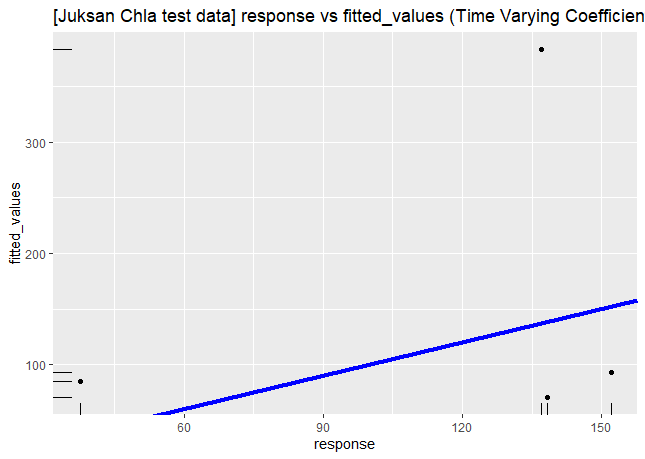 [Juksan Chla test data] response vs fitted_values (Time Varying Coefficien
fitted_values
300
200
100
60
90
120
150
response